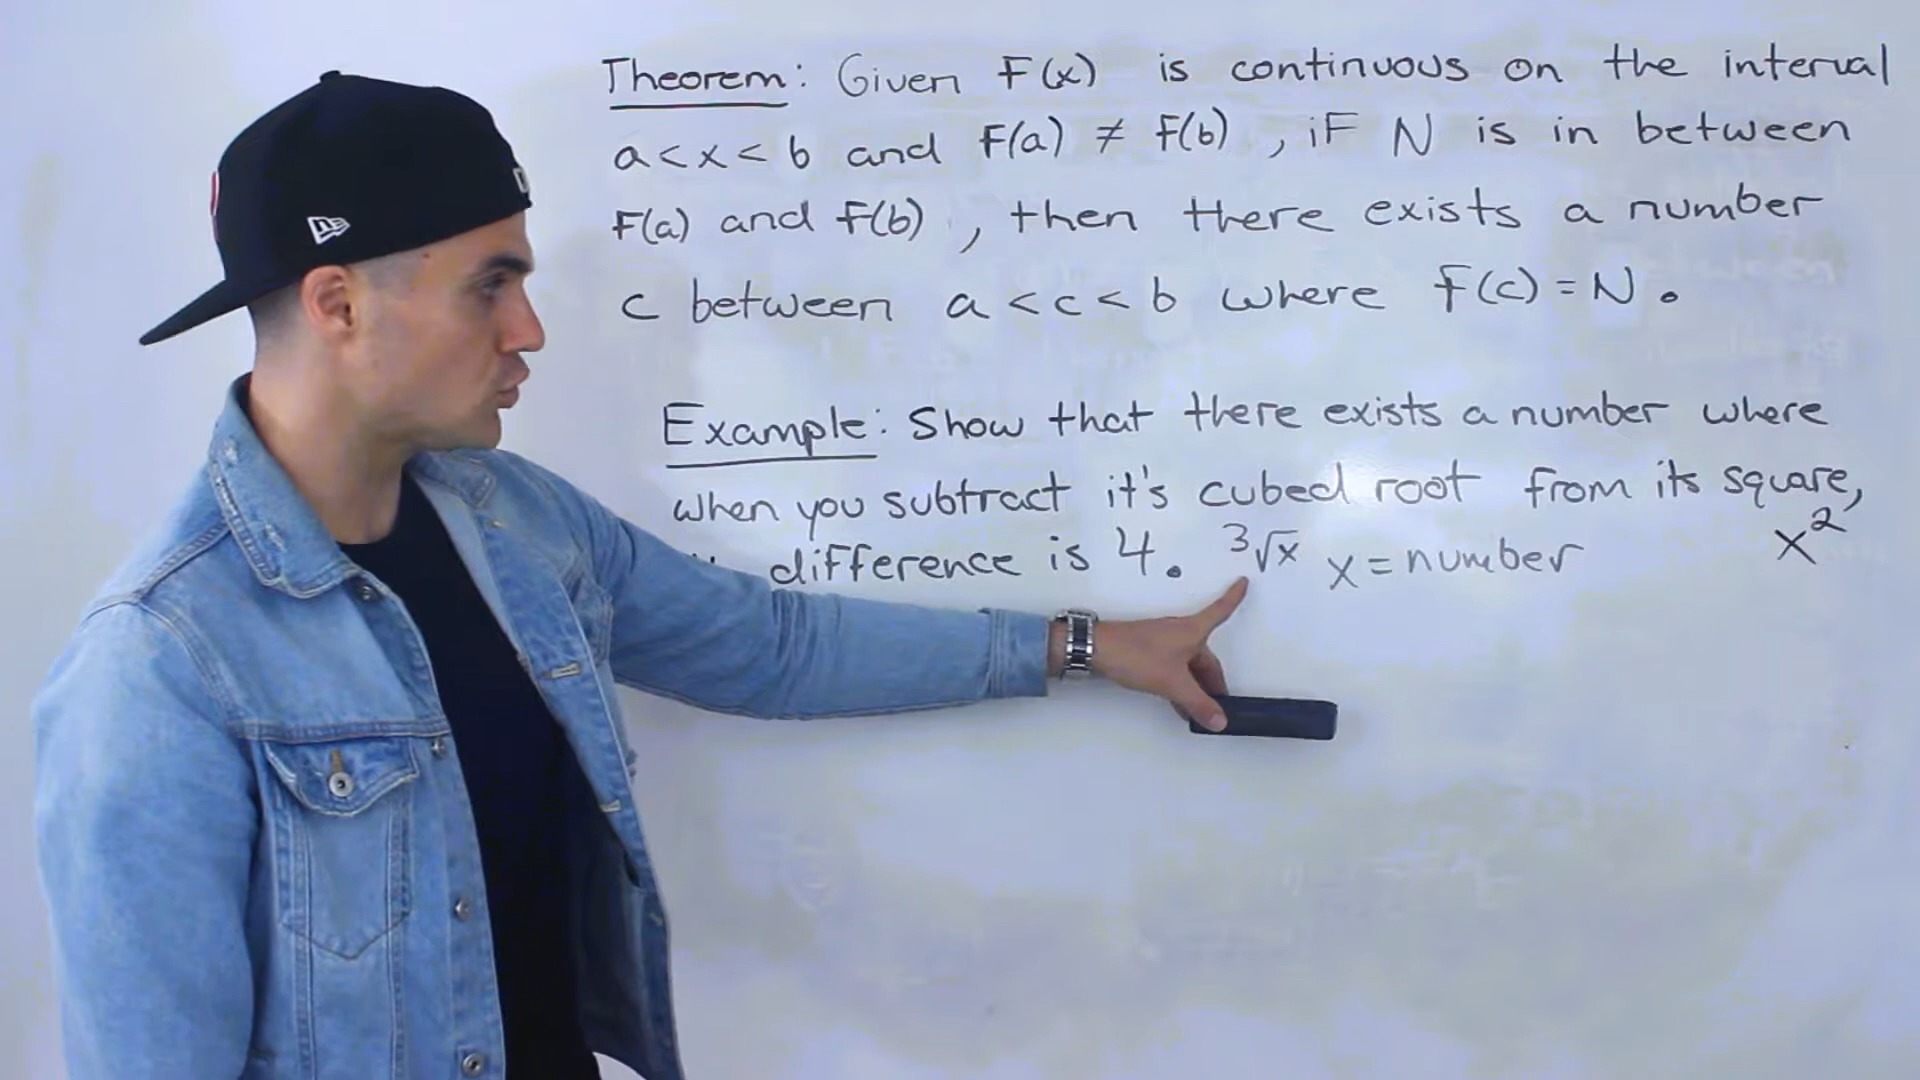 Theorem: Given F(x) is continuous on the interval
a < x < b and F(a) ≠ F(b), iF N is in between
F(a) and F(b), then there exists a number
c between a < c < b where F(c) = N.
Example: Show that there exists a number where
when you subtract it's cubed root from its square,
difference is 4. ³√x x = number x²